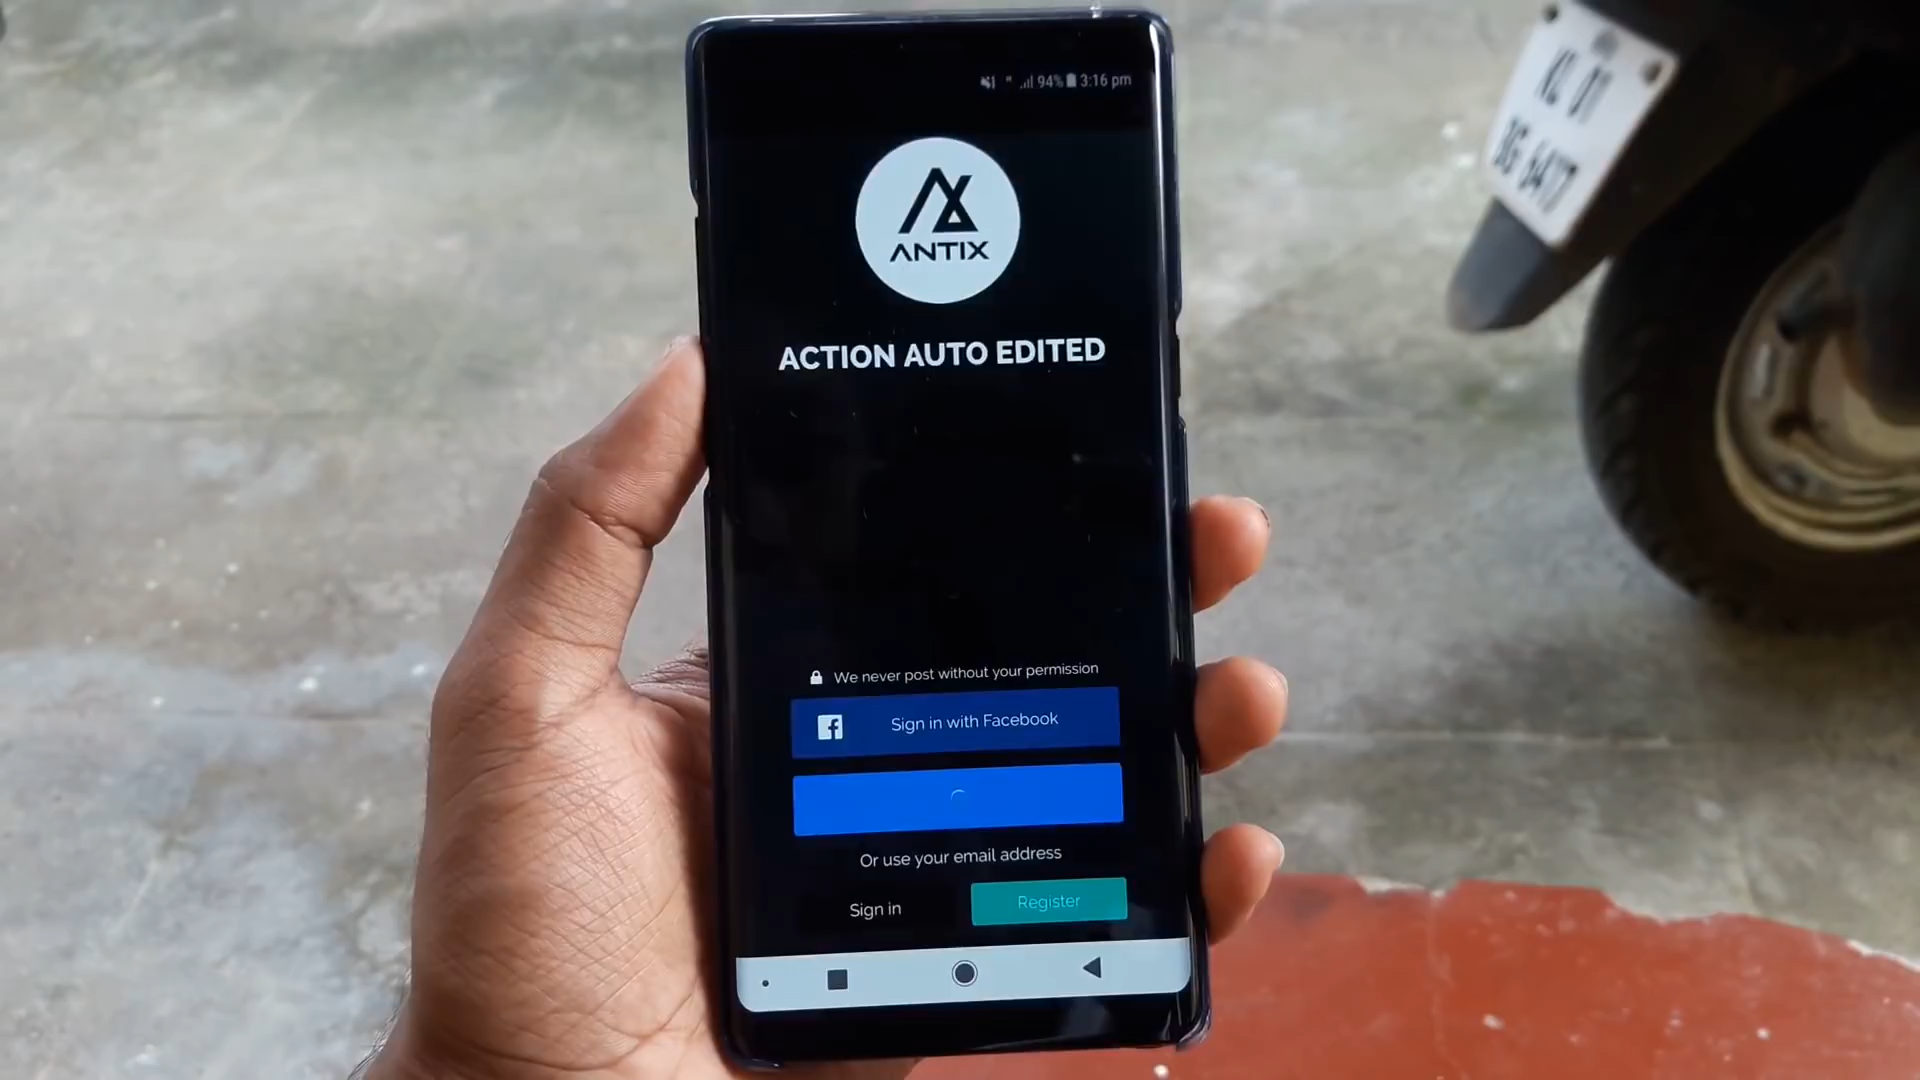 94% 3:16 pm
ANTIX
ACTION AUTO EDITED
We never post without your permission
Sign in with Facebook
Or use your email address
Sign in
Register